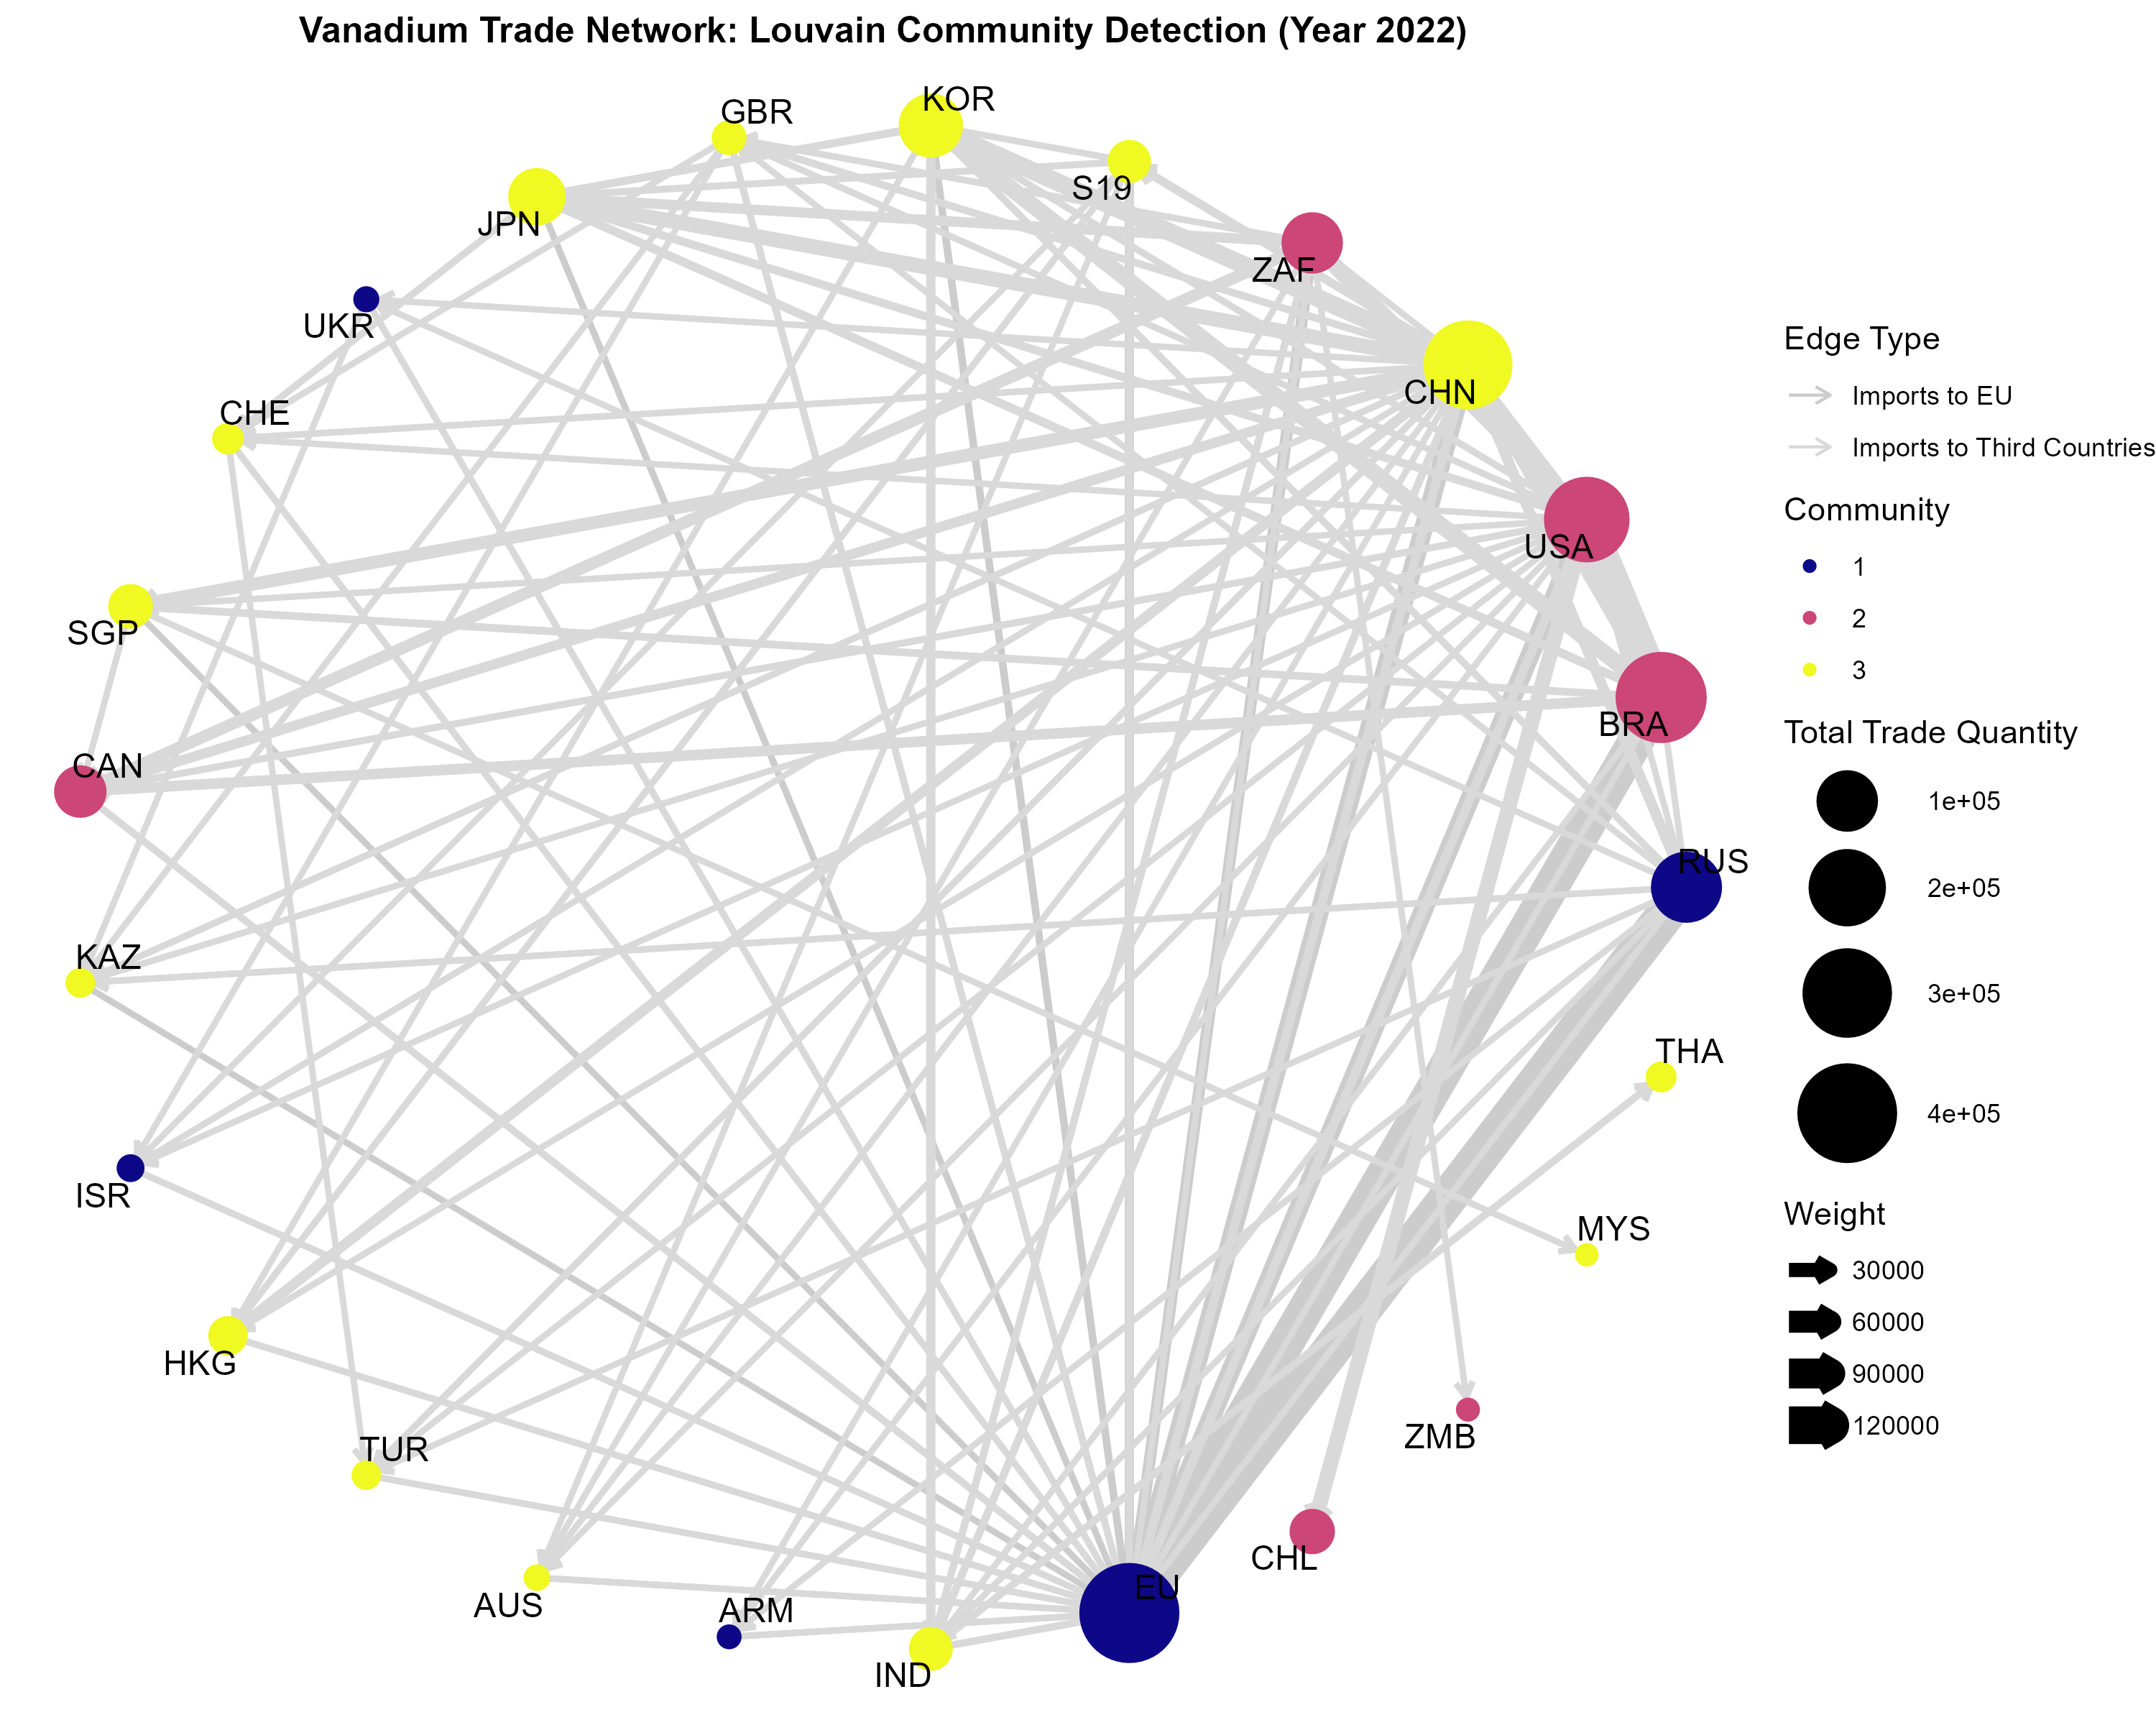 Vanadium Trade Network: Louvain Community Detection (Year 2022)
KOR
GBR
S19
JPN
ZAF
UKR
CHN
CHE
USA
SGP
BRA
CAN
RUS
KAZ
THA
ISR
MYS
HKG
ZMB
TUR
CHL
AUS
EU
ARM
IND
Edge Type
Imports to EU
Imports to Third Countries
Community
1
2
3
Total Trade Quantity
1e+05
2e+05
3e+05
4e+05
Weight
30000
60000
90000
120000